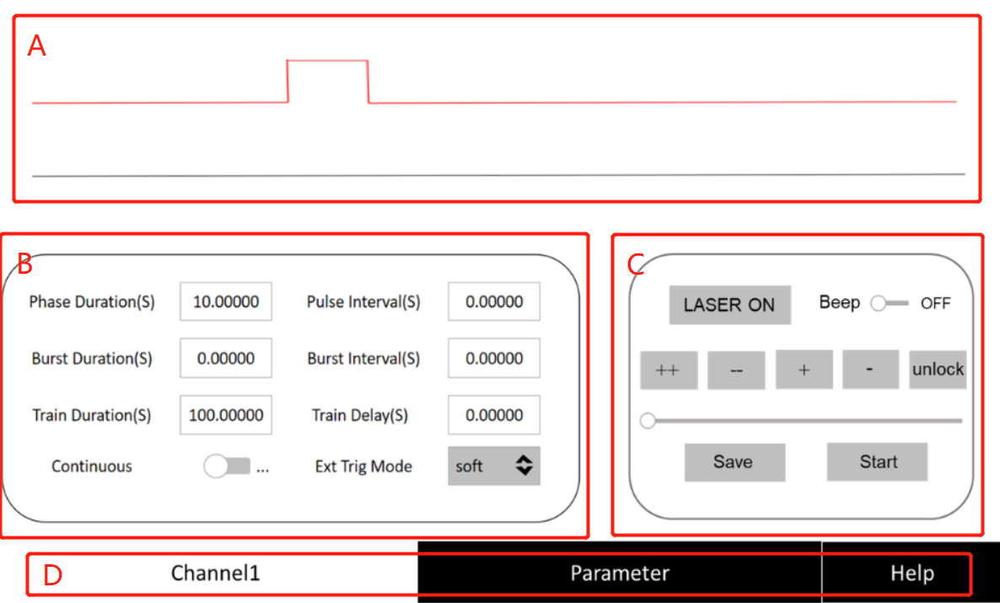 A
B
Phase Duration(S) 10.00000 Pulse Interval(S) 0.00000
Burst Duration(S) 0.00000 Burst Interval(S) 0.00000
Train Duration(S) 100.00000 Train Delay(S) 0.00000
Continuous ... Ext Trig Mode soft
C
LASER ON Beep OFF
++ -- + - unlock
Save Start
D Channel1 Parameter Help